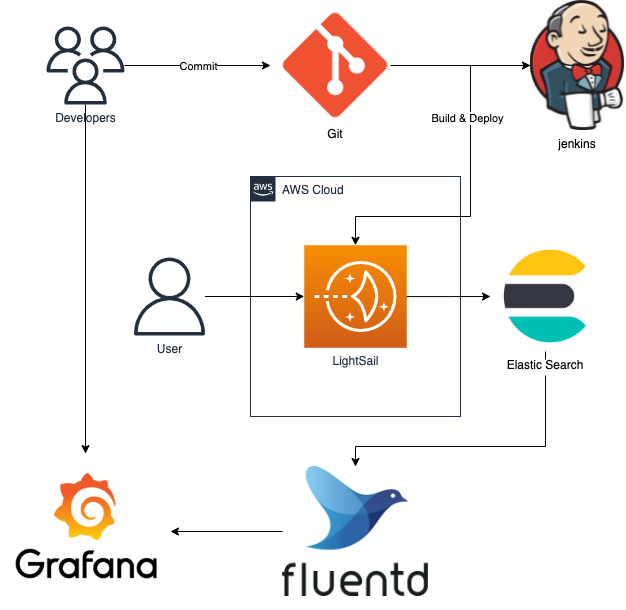 Commit
Developers
Git
Build & Deploy
jenkins
aws
AWS Cloud
User
LightSail
Elastic Search
Grafana
fluentd